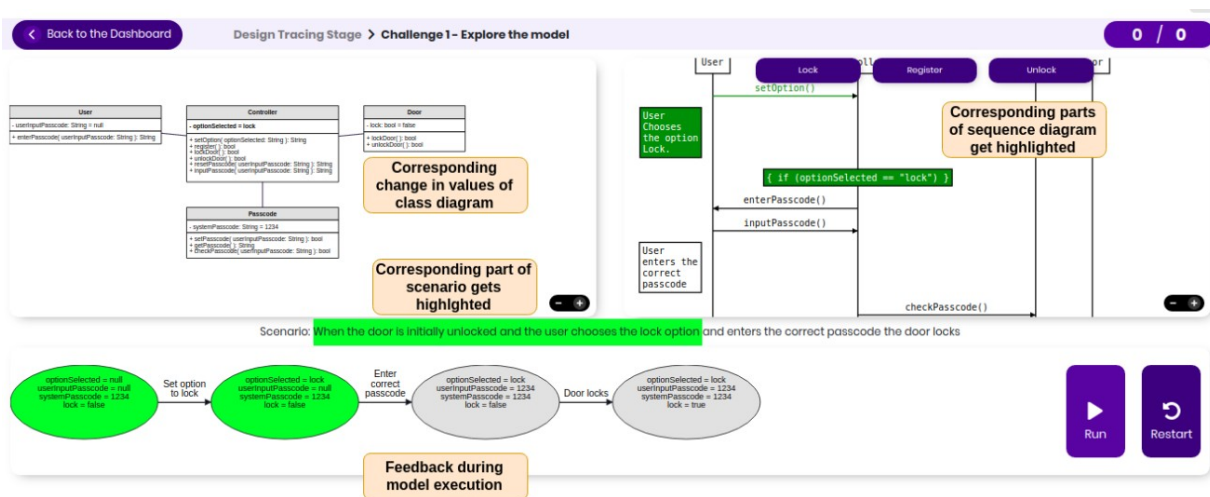 Back to the Dashboard
Design Tracing Stage > Challenge 1 - Explore the model
0 / 0
User
- userInputPasscode: String = null
+ enterPasscode( userInputPasscode: String ): String
Controller
- optionSelected = lock
+ setOption( optionSelected: String ): String
+ register( ): bool
+ lockDoor( ): bool
+ unlockDoor( ): bool
+ resetPasscode( userInputPasscode: String ): String
+ inputPasscode( userInputPasscode: String ): String
Door
- lock: bool = false
+ lockDoor( ): bool
+ unlockDoor( ): bool
Passcode
- systemPasscode: String = 1234
+ setPasscode( userInputPasscode: String ): bool
+ getPasscode( ): String
+ checkPasscode( userInputPasscode: String ): bool
Corresponding
change in values of
class diagram
Corresponding part of
scenario gets
highlghted
- +
User
Lock
Register
Unlock
setOption()
User
Chooses
the option
Lock.
Corresponding parts
of sequence diagram
get highlighted
{ if (optionSelected == "lock") }
enterPasscode()
inputPasscode()
User
enters the
correct
passcode
checkPasscode()
- +
Scenario: When the door is initially unlocked and the user chooses the lock option and enters the correct passcode the door locks
optionSelected = null
userInputPasscode = null
systemPasscode = 1234
lock = false
Set option
to lock
optionSelected = lock
userInputPasscode = null
systemPasscode = 1234
lock = false
Enter
correct
passcode
optionSelected = lock
userInputPasscode = 1234
systemPasscode = 1234
lock = false
Door locks
optionSelected = lock
userInputPasscode = 1234
systemPasscode = 1234
lock = true
Run
Restart
Feedback during
model execution